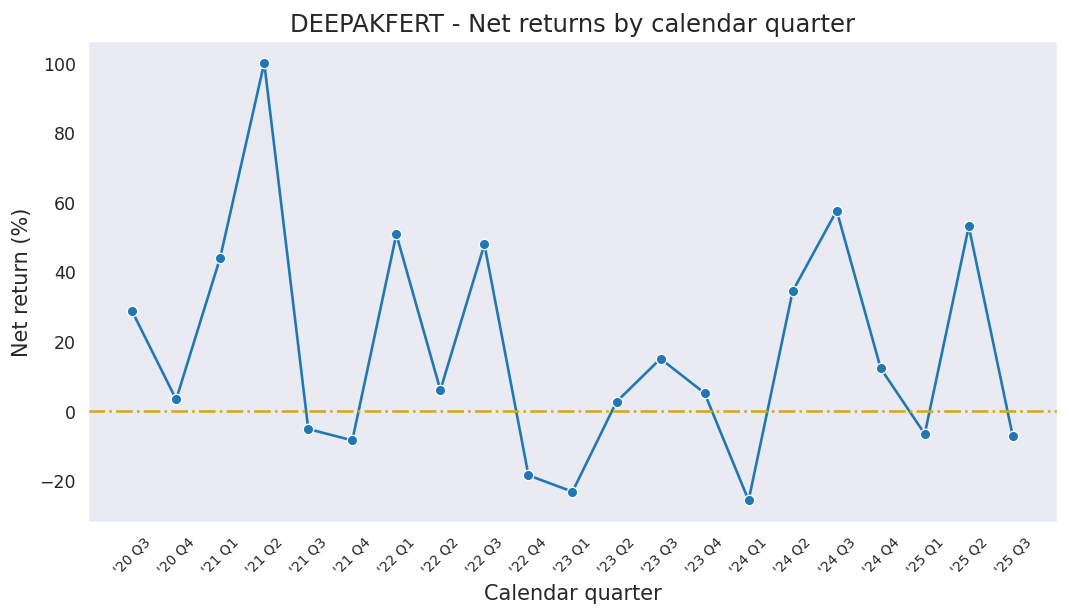 DEEPAKFERT - Net returns by calendar quarter
Net return (%)
100
80
60
40
20
0
−20
'20 Q3
'20 Q4
'21 Q1
'21 Q2
'21 Q3
'21 Q4
'22 Q1
'22 Q2
'22 Q3
'22 Q4
'23 Q1
'23 Q2
'23 Q3
'23 Q4
'24 Q1
'24 Q2
'24 Q3
'24 Q4
'25 Q1
'25 Q2
'25 Q3
Calendar quarter